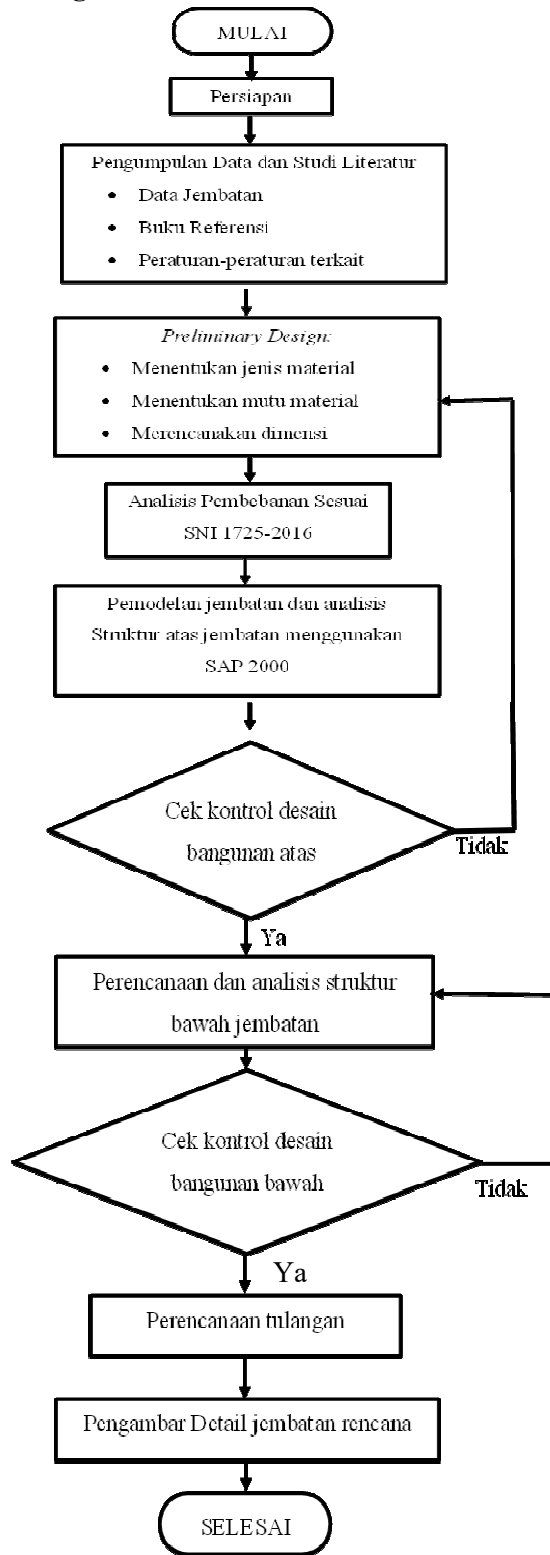 MULAI
Persiapan
Pengumpulan Data dan Studi Literatur
• Data Jembatan
• Buku Referensi
• Peraturan-peraturan terkait
Preliminary Design:
• Menentukan jenis material
• Menentukan mutu material
• Merencanakan dimensi
Analisis Pembebanan Sesuai
SNI 1725-2016
Pemodelan jembatan dan analisis
Struktur atas jembatan menggunakan
SAP 2000
Cek kontrol desain
bangunan atas
Tidak
Ya
Perencanaan dan analisis struktur
bawah jembatan
Cek kontrol desain
bangunan bawah
Tidak
Ya
Perencanaan tulangan
Pengambar Detail jembatan rencana
SELESAI